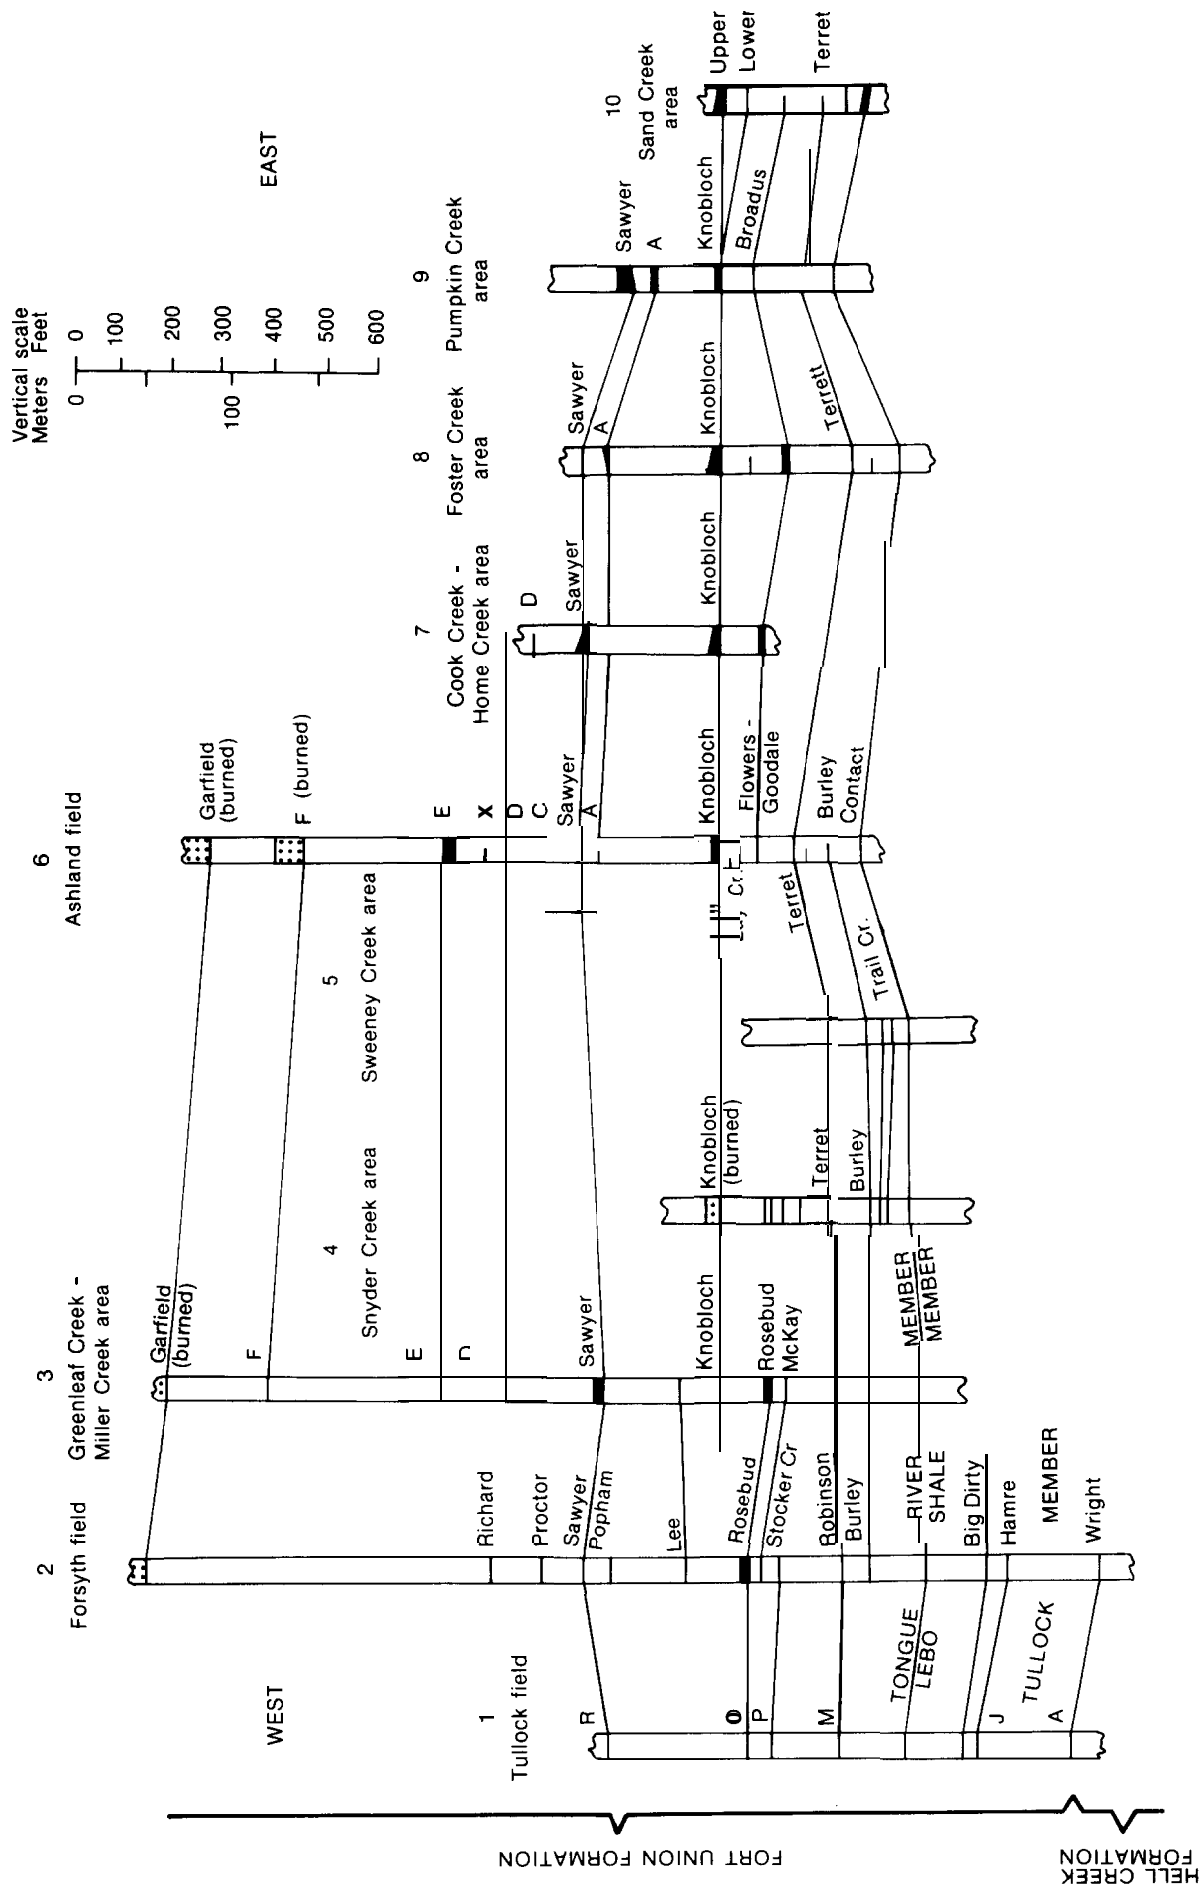 WEST
EAST
Vertical scale
Meters Feet
0 0
100
200
100 300
400
500
600
1
Tullock field
R
O
P
M
TONGUE
LEBO
J
TULLOCK
A
2
Forsyth field
Richard
Proctor
Sawyer
Popham
Lee
Rosebud
Stocker Cr
Robinson
Burley
RIVER
SHALE
Big Dirty
Hamre
MEMBER
Wright
3
Greenleaf Creek -
Miller Creek area
Garfield
(burned)
F
E
Sawyer
Knobloch
Rosebud
McKay
MEMBER
MEMBER
4
Snyder Creek area
Knobloch
(burned)
Terret
Burley
5
Sweeney Creek area
Terret
Trail Cr.
6
Ashland field
Garfield
(burned)
F (burned)
E
X
D
C
Sawyer
A
Knobloch
Cr.
Flowers -
Goodale
Burley
Contact
7
Cook Creek -
Home Creek area
D
Sawyer
Knobloch
8
Foster Creek
area
Sawyer
A
Knobloch
Terrett
9
Pumpkin Creek
area
Sawyer
A
Knobloch
Broadus
10
Sand Creek
area
Upper
Lower
Terret
FORT UNION FORMATION
HELL CREEK
FORMATION